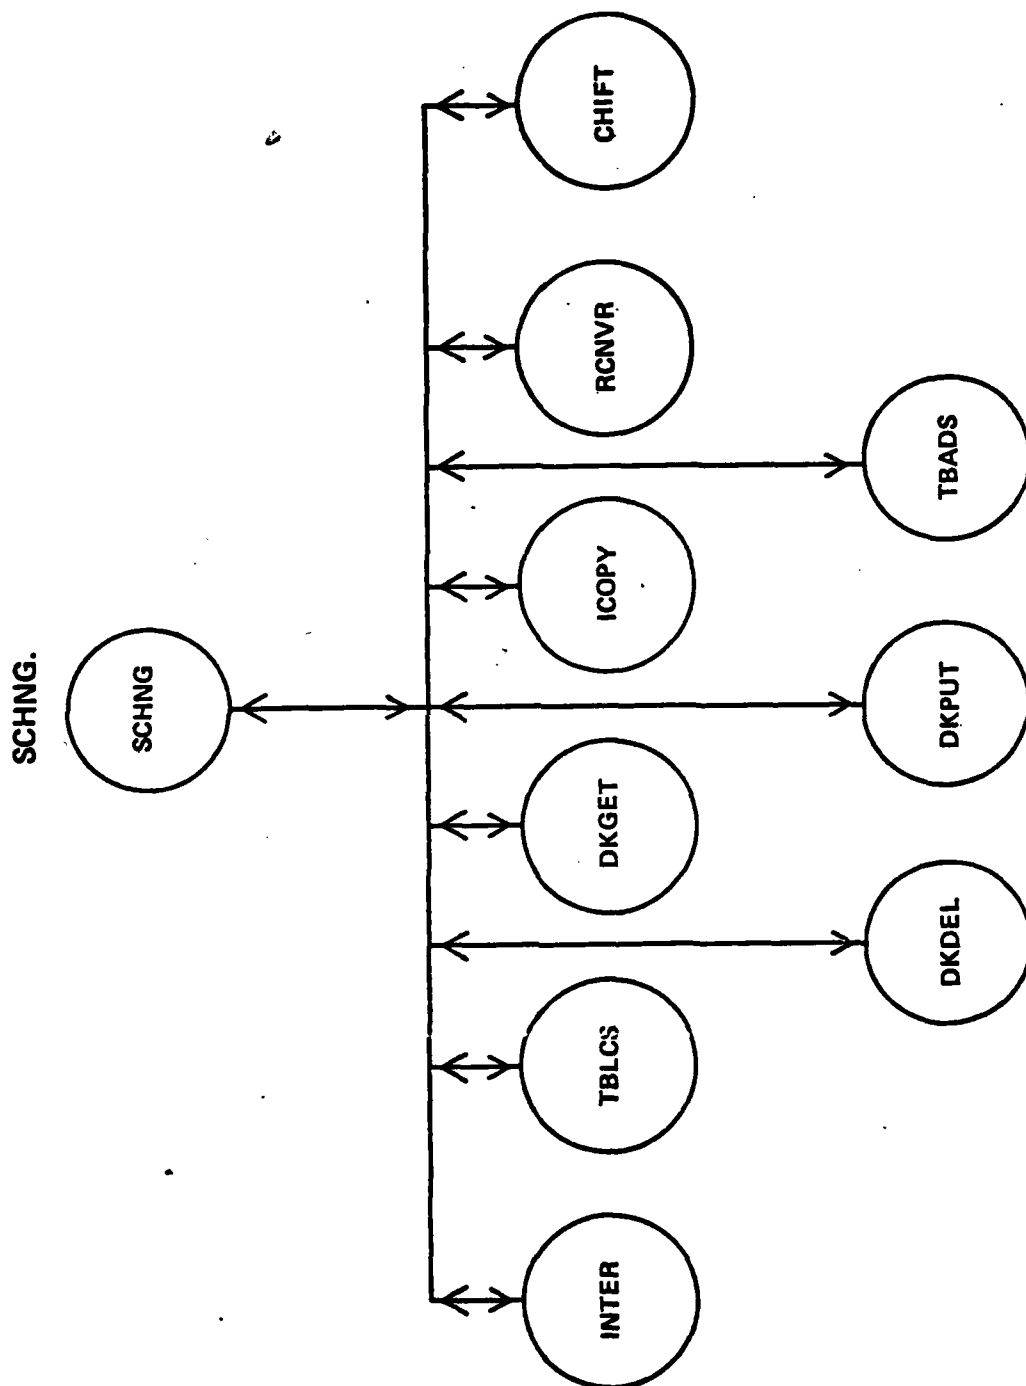 SCHNG.
SCHNG
INTER
TBLCS
DKGET
ICOPY
RCNVR
CHIFT
DKDEL
DKPUT
TBADS